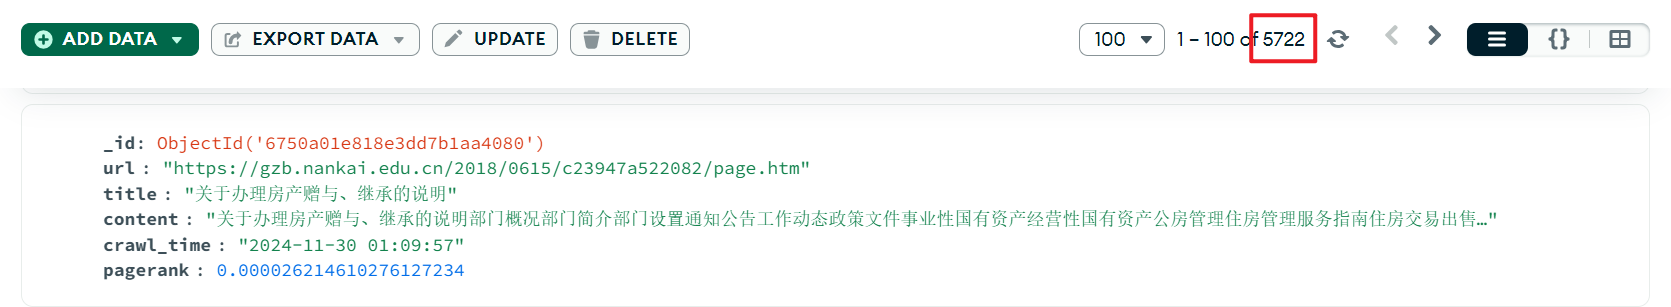 ADD DATA EXPORT DATA UPDATE DELETE 100 1 – 100 of 5722 {}
_id: ObjectId('6750a01e818e3dd7b1aa4080')
url : "https://gzb.nankai.edu.cn/2018/0615/c23947a522082/page.htm"
title : "关于办理房产赠与、继承的说明"
content : "关于办理房产赠与、继承的说明部门概况部门简介部门设置通知公告工作动态政策文件事业性国有资产经营性国有资产公房管理住房管理服务指南住房交易出售…"
crawl_time : "2024-11-30 01:09:57"
pagerank : 0.000026214610276127234